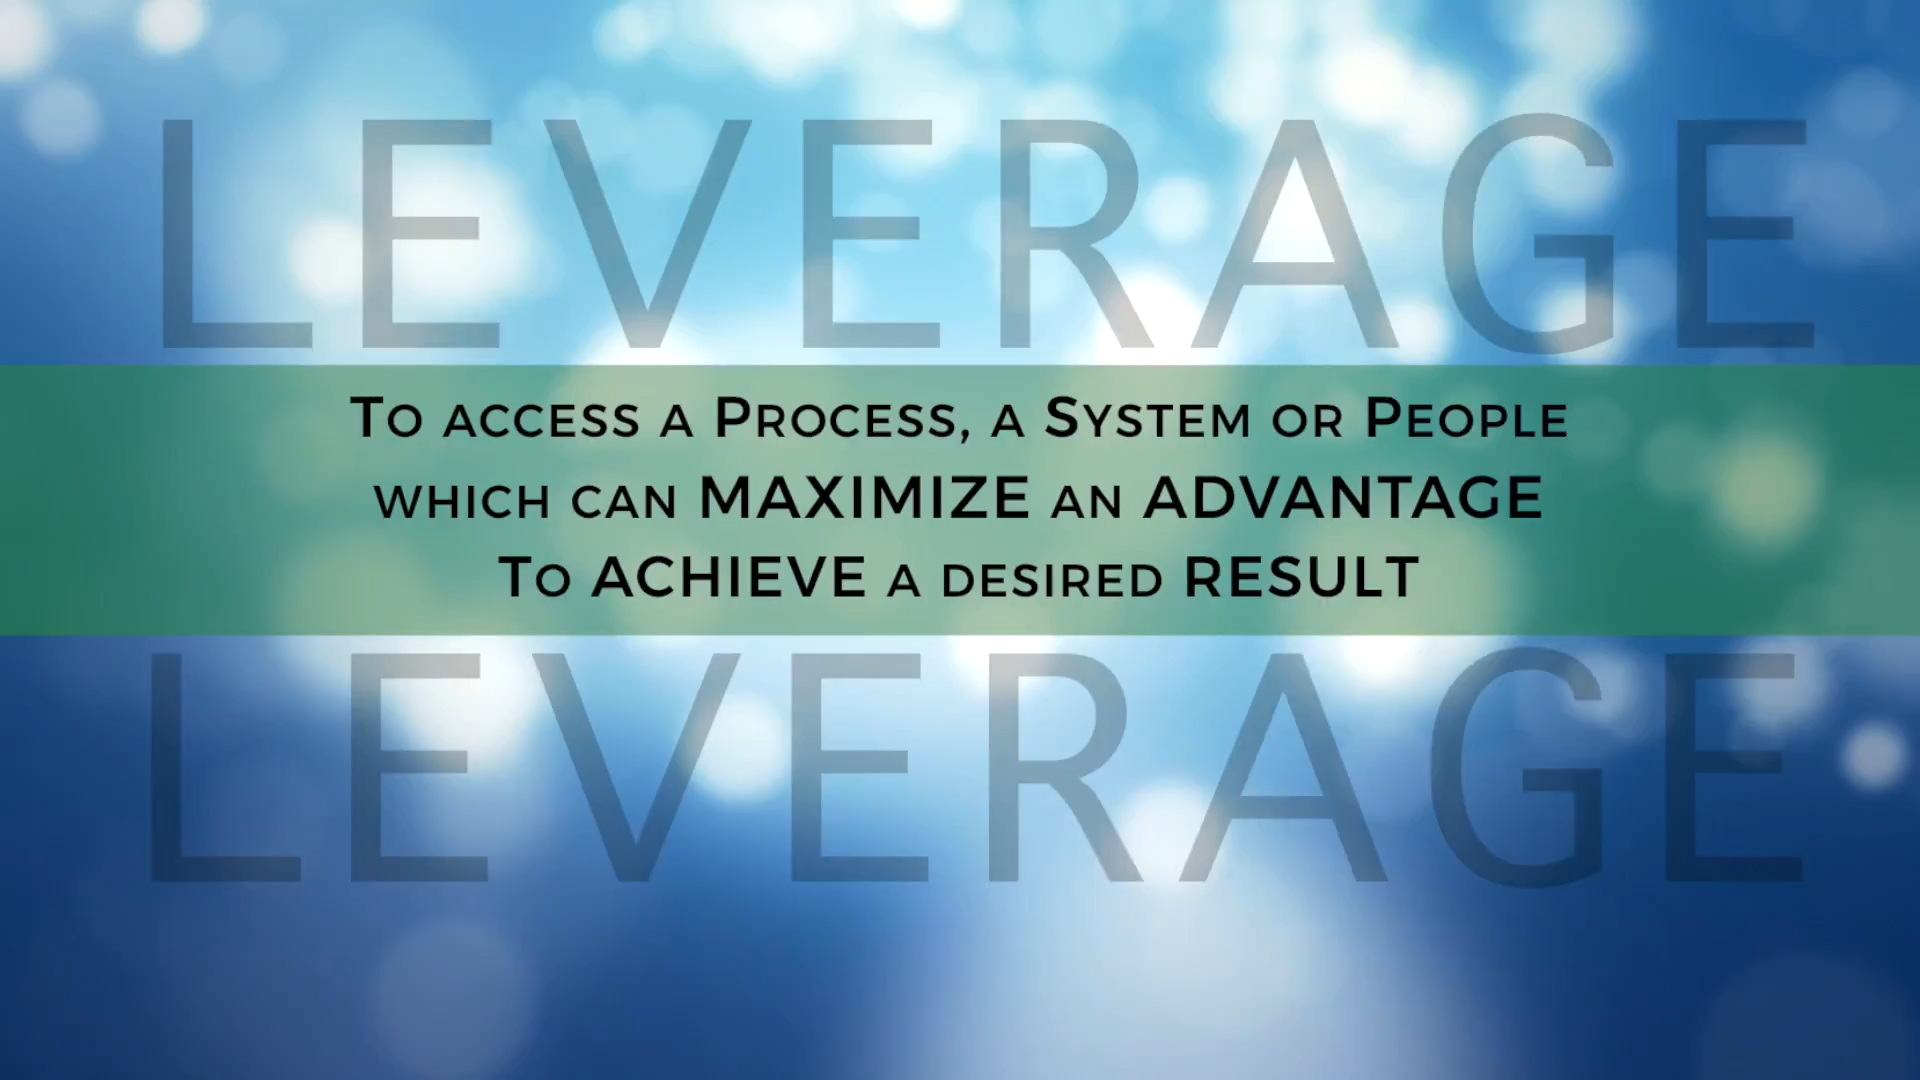 LEVERAGE
To access a Process, a System or People
which can MAXIMIZE an ADVANTAGE
To ACHIEVE a desired RESULT
LEVERAGE